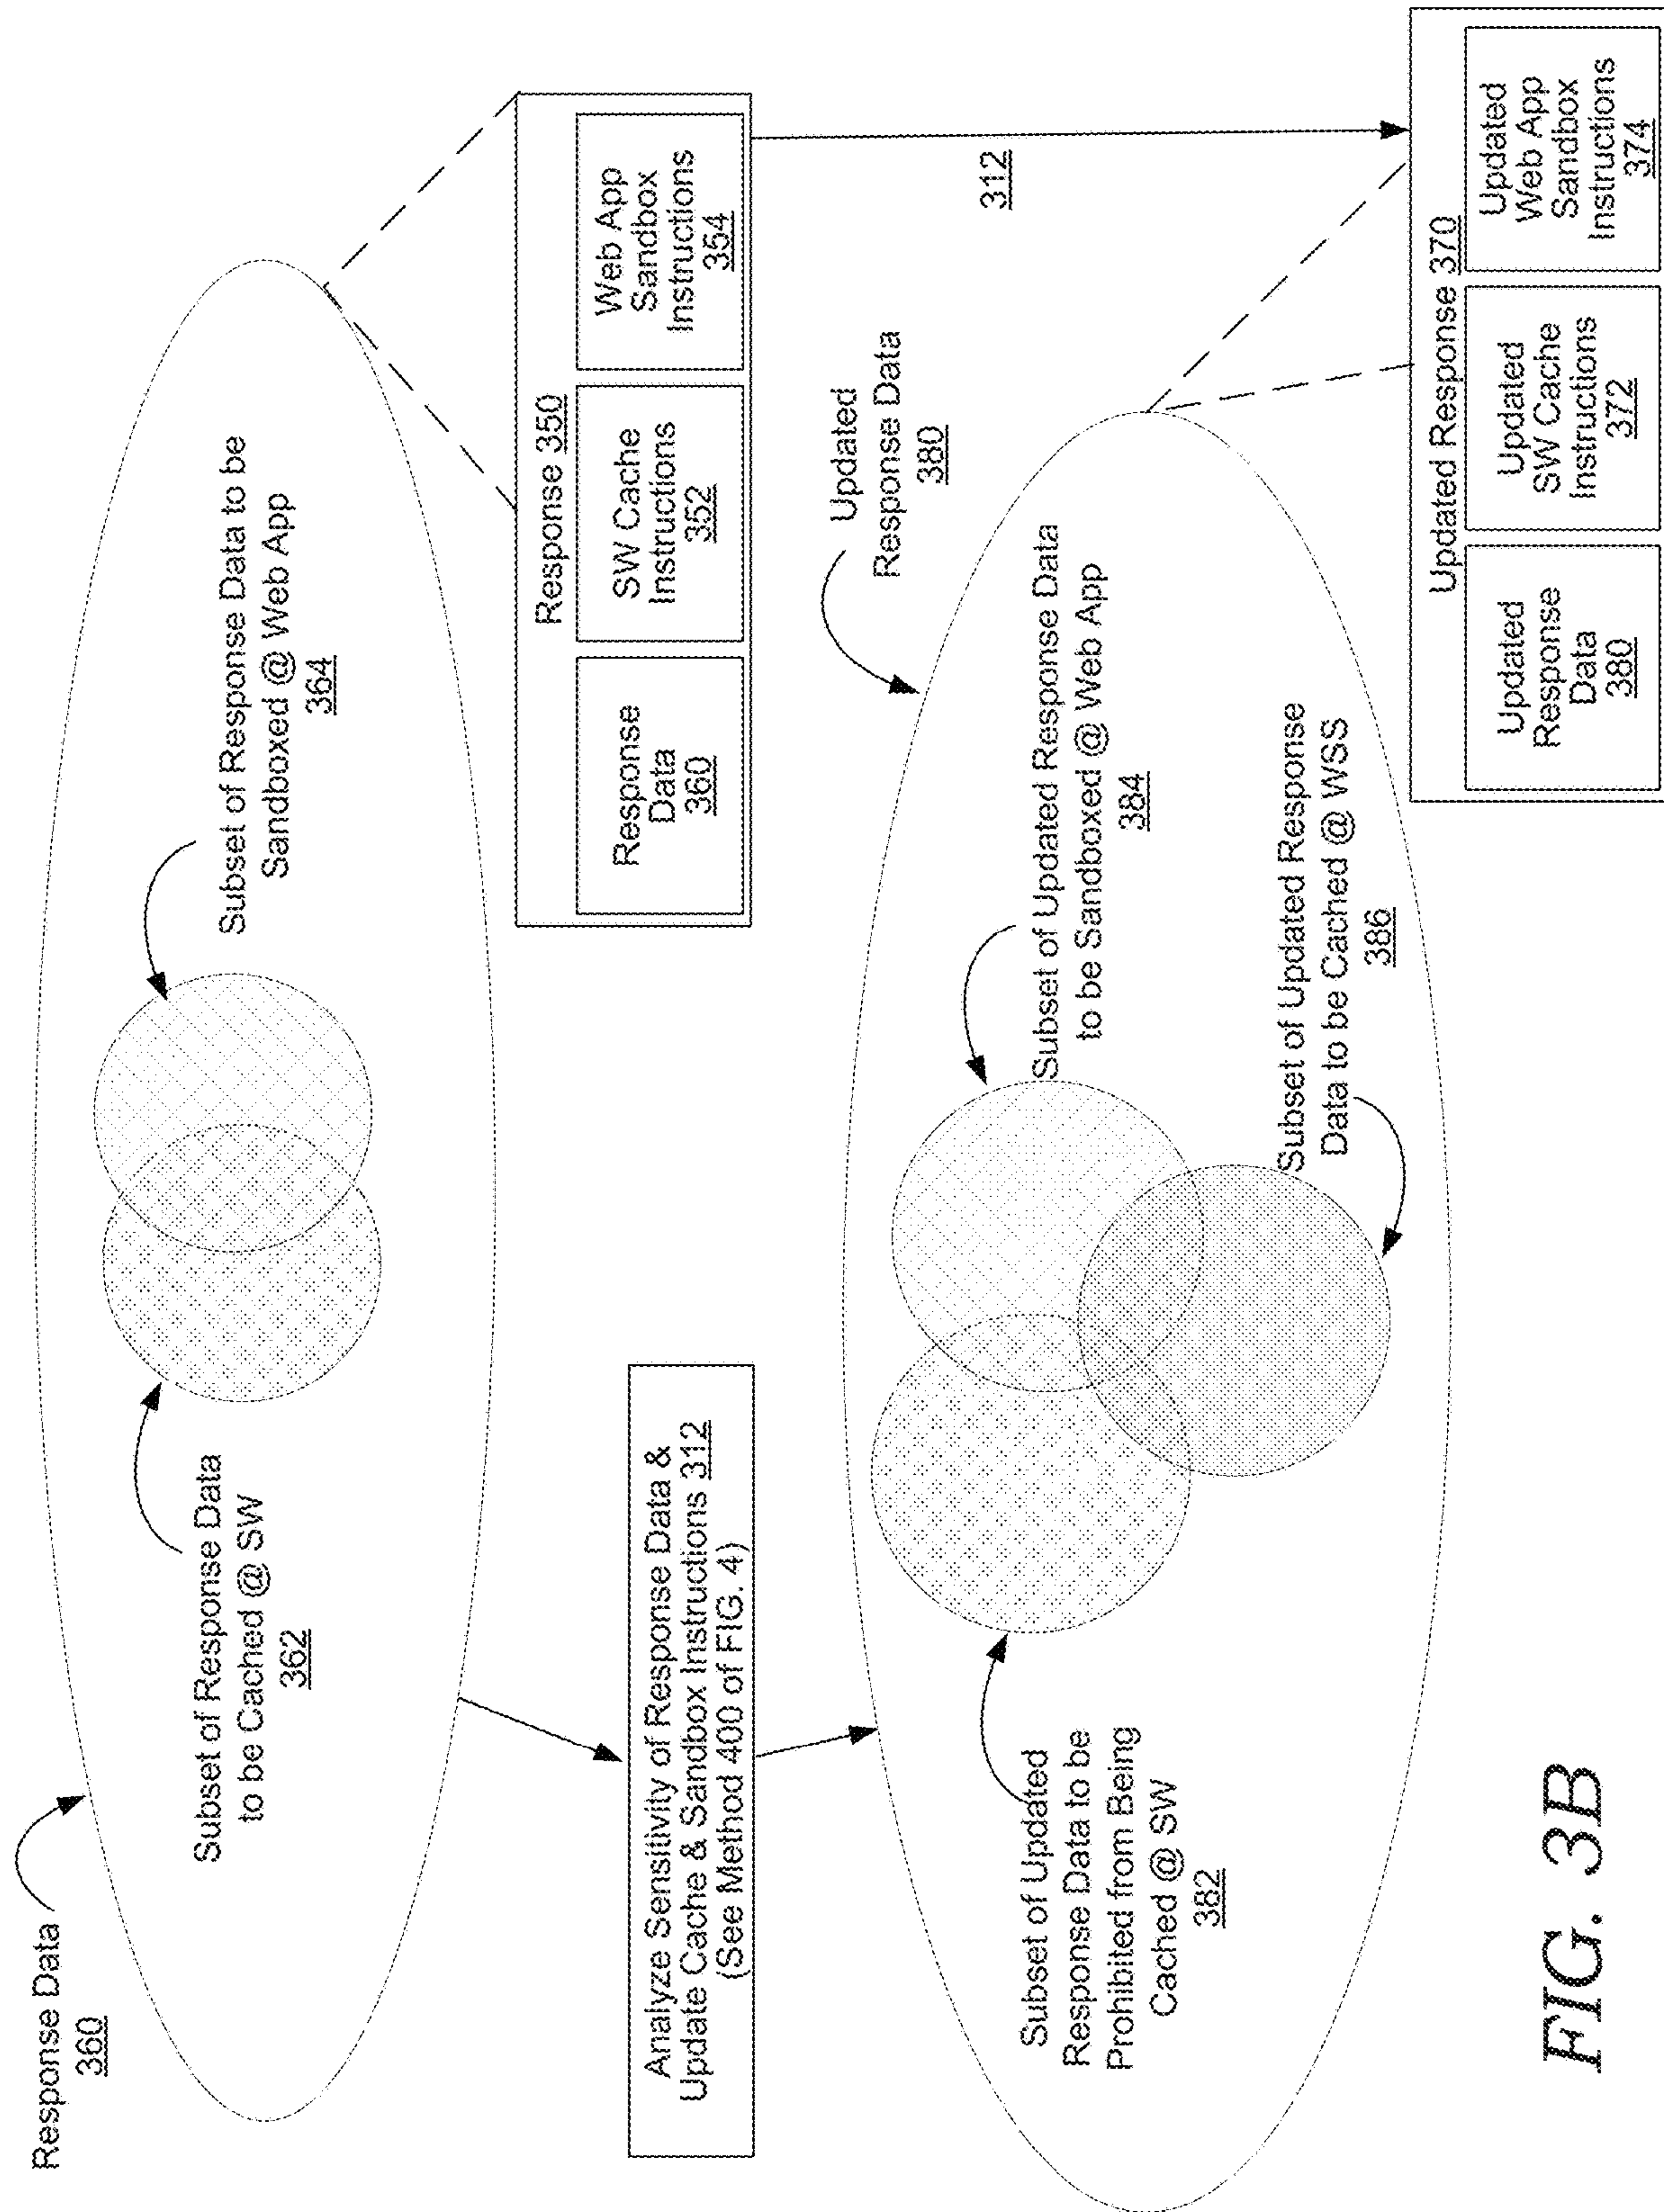 Response Data
360
Subset of Response Data
to be Cached @ SW
362
Subset of Response Data to be
Sandboxed @ Web App
364
Response 350
Response
Data
360
SW Cache
Instructions
352
Web App
Sandbox
Instructions
354
Analyze Sensitivity of Response Data &
Update Cache & Sandbox Instructions 312
(See Method 400 of FIG. 4)
312
Updated
Response Data
380
Subset of Updated
Response Data to be
Prohibited from Being
Cached @ SW
382
Subset of Updated Response Data
to be Sandboxed @ Web App
384
Subset of Updated Response
Data to be Cached @ WSS
386
Updated Response 370
Updated
Response
Data
380
Updated
SW Cache
Instructions
372
Updated
Web App
Sandbox
Instructions
374
FIG. 3B